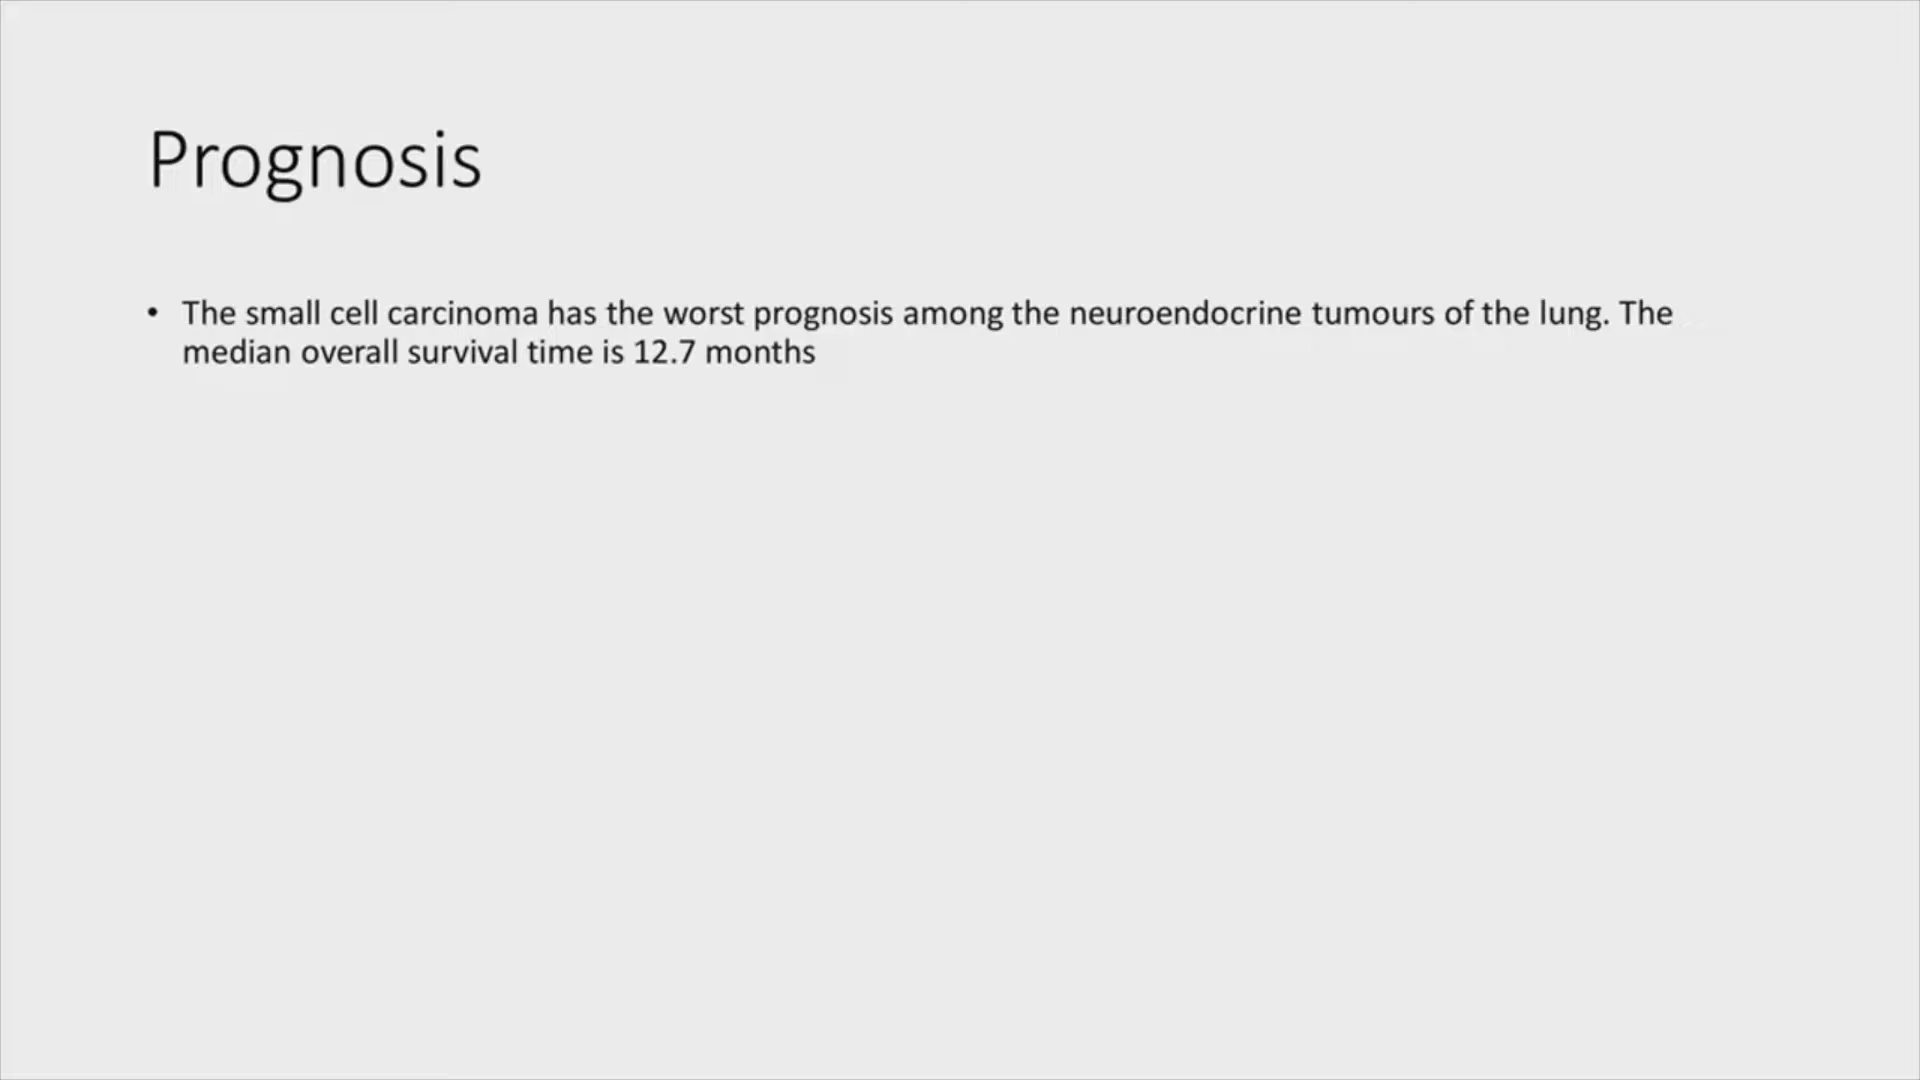 Prognosis
• The small cell carcinoma has the worst prognosis among the neuroendocrine tumours of the lung. The
median overall survival time is 12.7 months